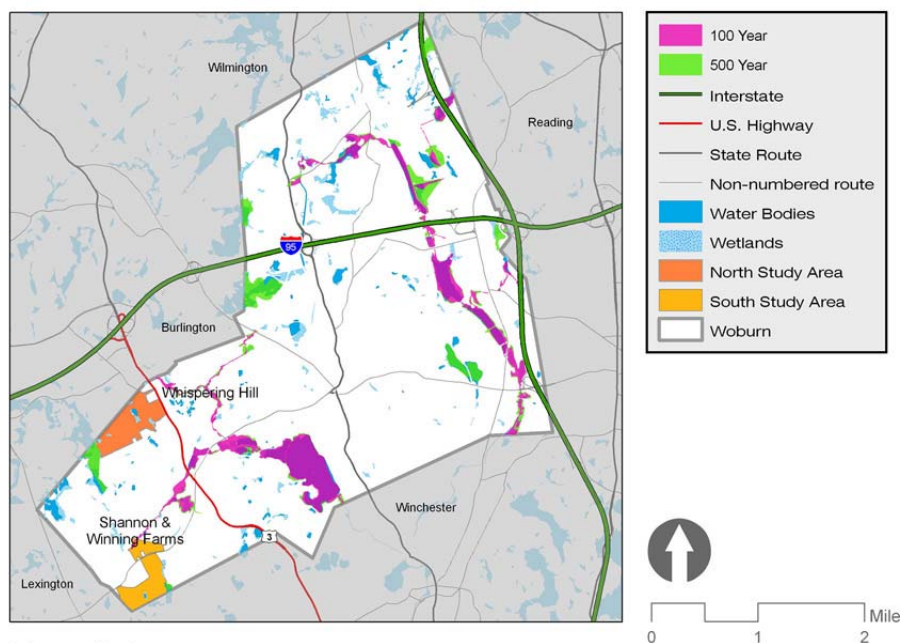 Wilmington
Reading
95
Burlington
Whispering Hill
Winchester
Shannon &
Winning Farms
3
Lexington
100 Year
500 Year
Interstate
U.S. Highway
State Route
Non-numbered route
Water Bodies
Wetlands
North Study Area
South Study Area
Woburn
Mile
0 1 2